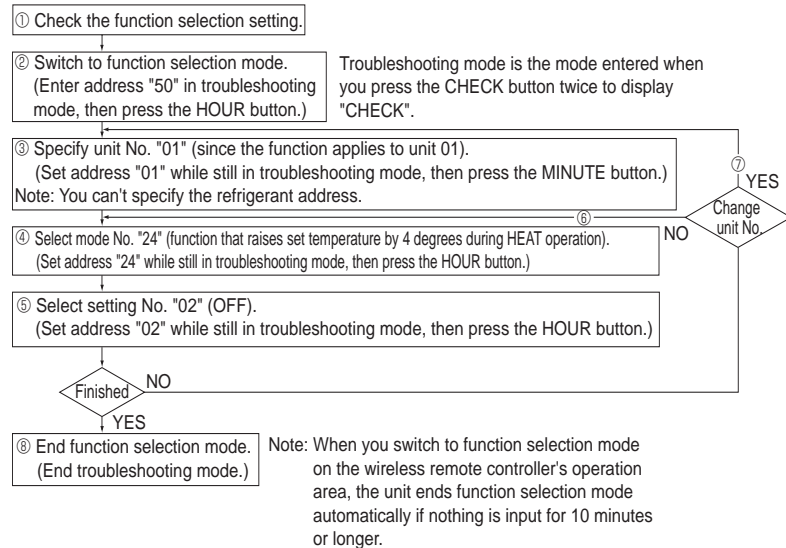 ① Check the function selection setting.
② Switch to function selection mode.
(Enter address "50" in troubleshooting
mode, then press the HOUR button.)
Troubleshooting mode is the mode entered when
you press the CHECK button twice to display
"CHECK".
③ Specify unit No. "01" (since the function applies to unit 01).
(Set address "01" while still in troubleshooting mode, then press the MINUTE button.)
Note: You can't specify the refrigerant address.
⑦
YES
Change
unit No.
⑥
NO
④ Select mode No. "24" (function that raises set temperature by 4 degrees during HEAT operation).
(Set address "24" while still in troubleshooting mode, then press the HOUR button.)
⑤ Select setting No. "02" (OFF).
(Set address "02" while still in troubleshooting mode, then press the HOUR button.)
Finished
NO
YES
⑧ End function selection mode.
(End troubleshooting mode.)
Note: When you switch to function selection mode
on the wireless remote controller's operation
area, the unit ends function selection mode
automatically if nothing is input for 10 minutes
or longer.